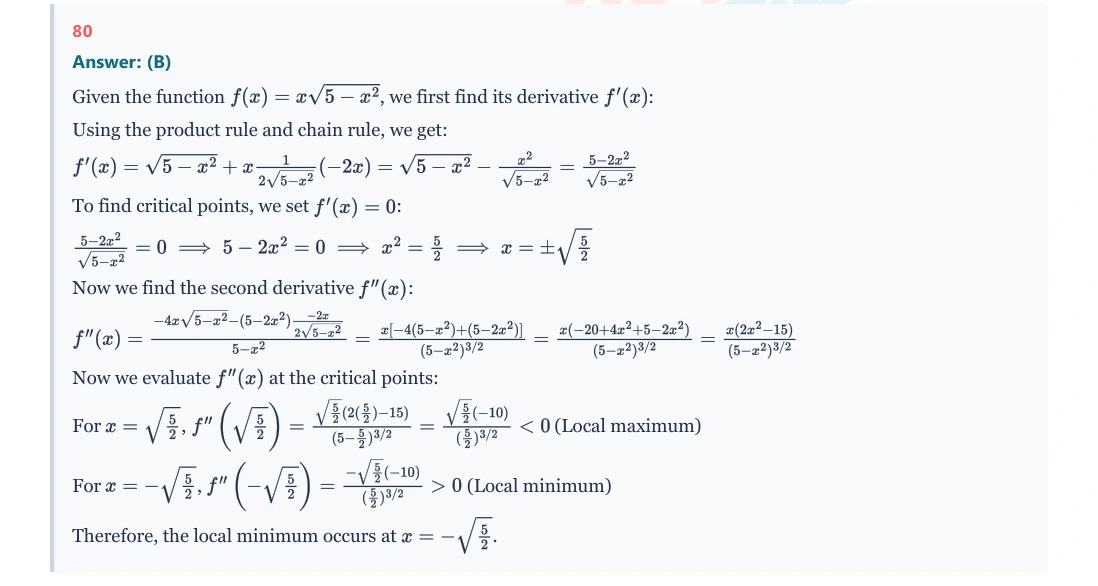 80
Answer: (B)
Given the function f(x) = x√(5 − x²), we first find its derivative f′(x):
Using the product rule and chain rule, we get:
f′(x) = √(5 − x²) + x 1/(2√(5−x²)) (−2x) = √(5 − x²) − x²/√(5−x²) = (5−2x²)/√(5−x²)
To find critical points, we set f′(x) = 0:
(5−2x²)/√(5−x²) = 0 ⟹ 5 − 2x² = 0 ⟹ x² = 5/2 ⟹ x = ±√(5/2)
Now we find the second derivative f″(x):
f″(x) = (−4x√(5−x²)−(5−2x²) (−2x)/(2√(5−x²)))/(5−x²) = x[−4(5−x²)+(5−2x²)]/(5−x²)^(3/2) = x(−20+4x²+5−2x²)/(5−x²)^(3/2) = x(2x²−15)/(5−x²)^(3/2)
Now we evaluate f″(x) at the critical points:
For x = √(5/2), f″(√(5/2)) = √(5/2)(2(5/2)−15)/(5−5/2)^(3/2) = √(5/2)(−10)/(5/2)^(3/2) < 0 (Local maximum)
For x = −√(5/2), f″(−√(5/2)) = −√(5/2)(−10)/(5/2)^(3/2) > 0 (Local minimum)
Therefore, the local minimum occurs at x = −√(5/2).